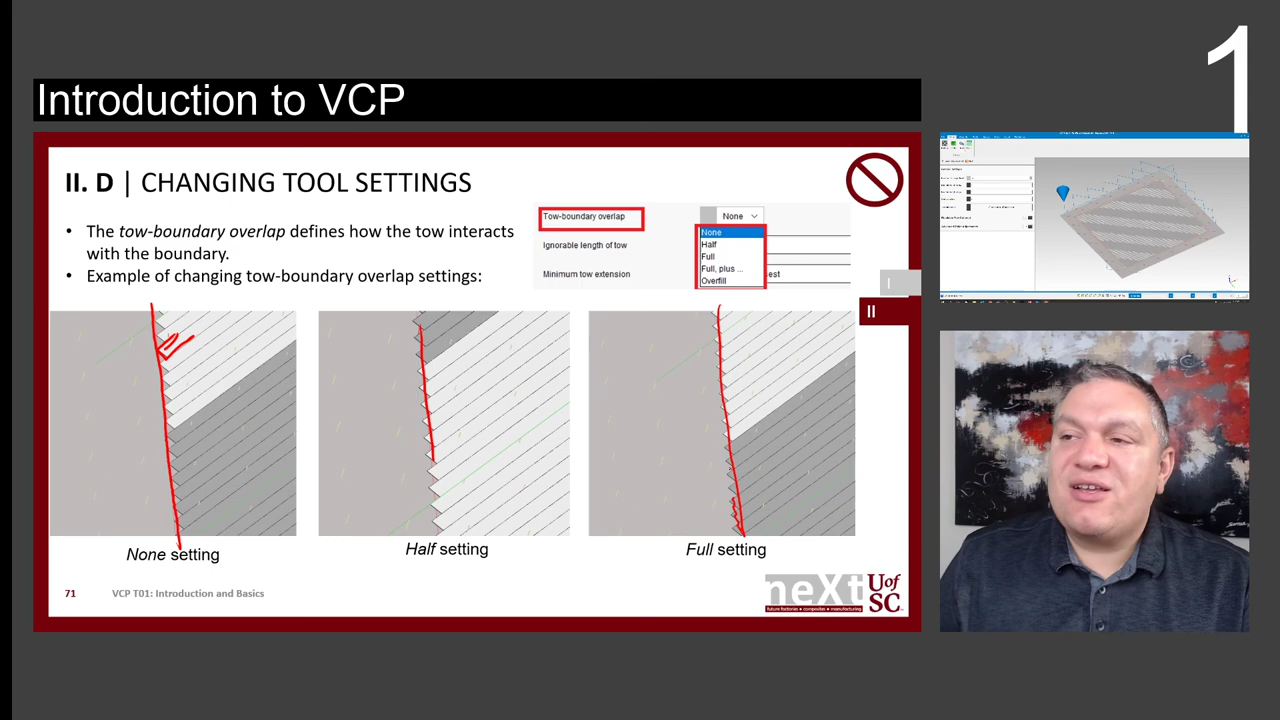 1
Introduction to VCP
II. D | CHANGING TOOL SETTINGS
• The tow-boundary overlap defines how the tow interacts
with the boundary.
• Example of changing tow-boundary overlap settings:
Tow-boundary overlap None
None
Half
Ignorable length of tow
Full
Full, plus ...
Minimum tow extension est
Overfill
I
II
None setting
Half setting
Full setting
71 VCP T01: Introduction and Basics
neXt
future factories • composites • manufacturing
UofSC